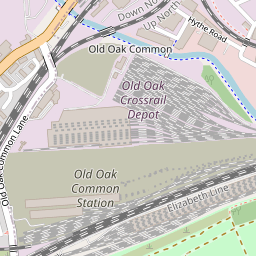 Down No
Up North
Hythe Road
Old Oak Common
Old Oak
Crossrail
Depot
Old Oak Common Lane
Old Oak
Common
Station
Elizabeth Line